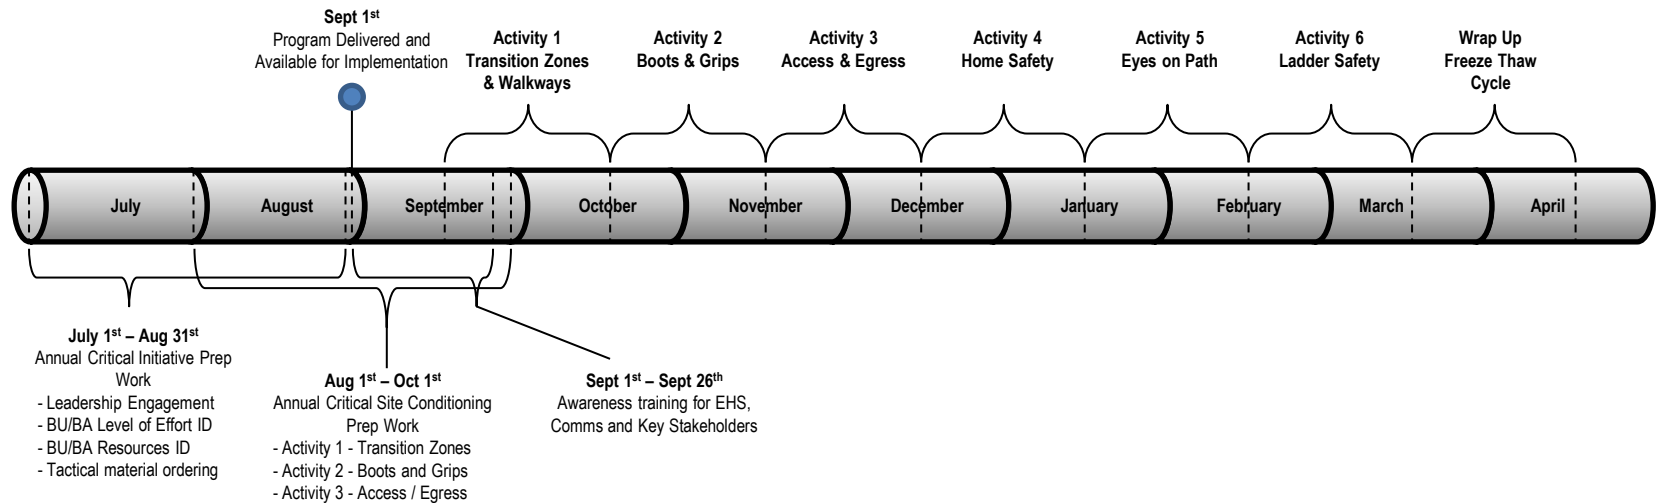 Sept 1st
Program Delivered and
Available for Implementation
Activity 1
Transition Zones
& Walkways
Activity 2
Boots & Grips
Activity 3
Access & Egress
Activity 4
Home Safety
Activity 5
Eyes on Path
Activity 6
Ladder Safety
Wrap Up
Freeze Thaw
Cycle
July
August
September
October
November
December
January
February
March
April
July 1st – Aug 31st
Annual Critical Initiative Prep
Work
- Leadership Engagement
- BU/BA Level of Effort ID
- BU/BA Resources ID
- Tactical material ordering
Aug 1st – Oct 1st
Annual Critical Site Conditioning
Prep Work
- Activity 1 - Transition Zones
- Activity 2 - Boots and Grips
- Activity 3 - Access / Egress
Sept 1st – Sept 26th
Awareness training for EHS,
Comms and Key Stakeholders